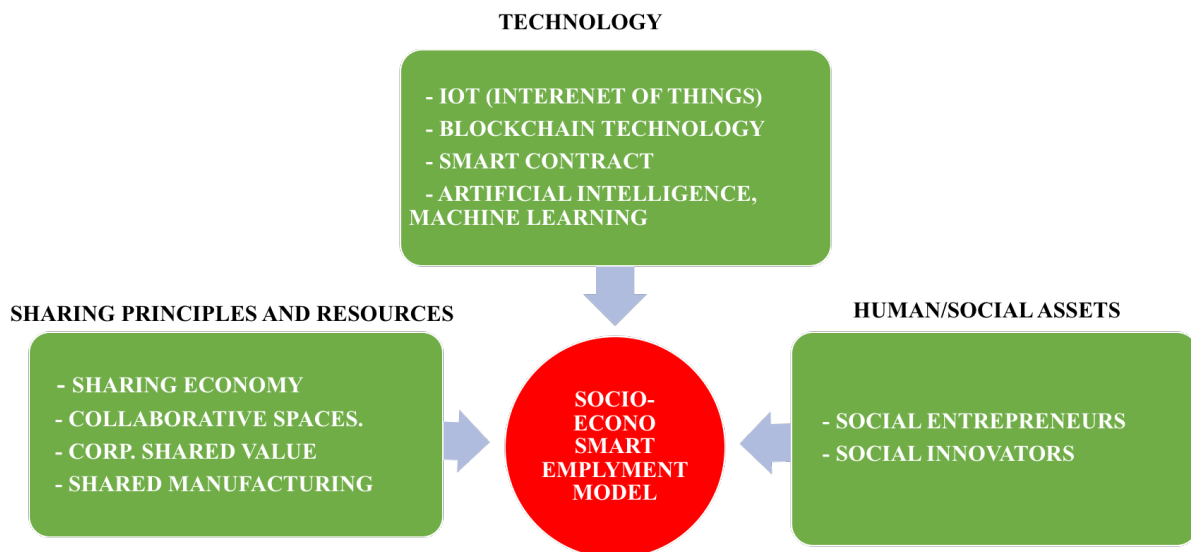 TECHNOLOGY
- IOT (INTERENET OF THINGS)
- BLOCKCHAIN TECHNOLOGY
- SMART CONTRACT
- ARTIFICIAL INTELLIGENCE,
MACHINE LEARNING
SHARING PRINCIPLES AND RESOURCES
- SHARING ECONOMY
- COLLABORATIVE SPACES.
- CORP. SHARED VALUE
- SHARED MANUFACTURING
SOCIO-
ECONO
SMART
EMPLYMENT
MODEL
HUMAN/SOCIAL ASSETS
- SOCIAL ENTREPRENEURS
- SOCIAL INNOVATORS